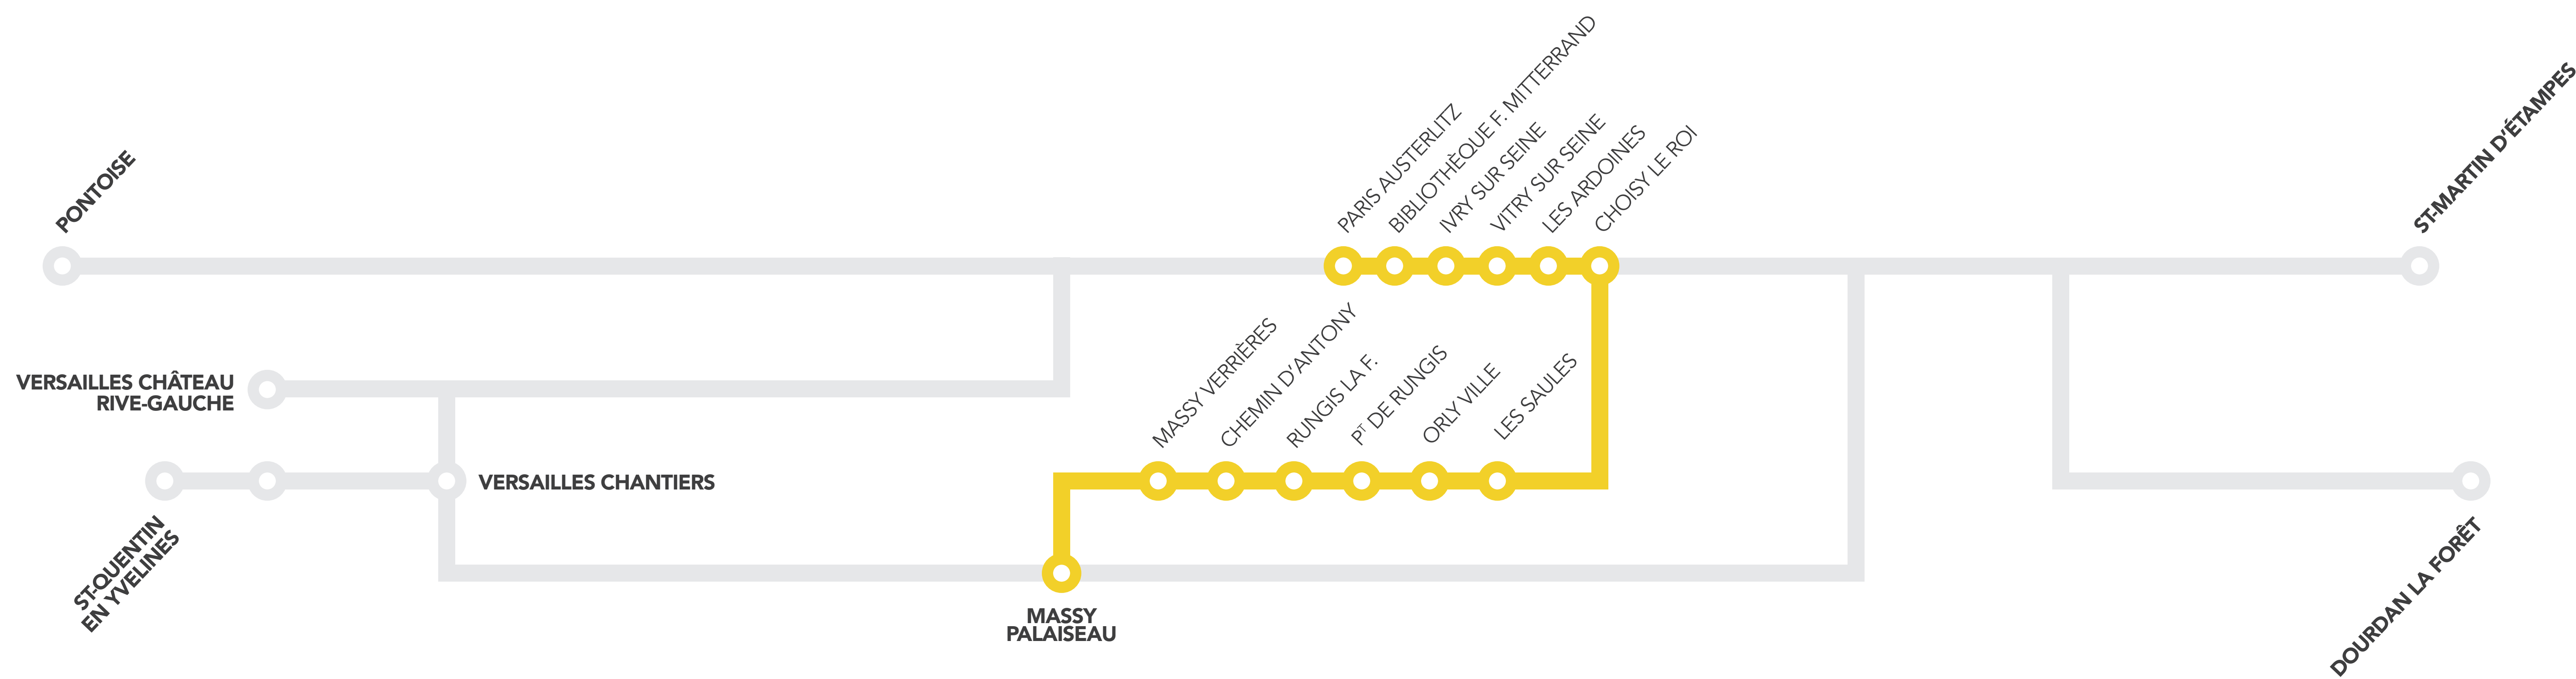 PONTOISE
PARIS AUSTERLITZ
BIBLIOTHÈQUE F. MITTERRAND
IVRY SUR SEINE
VITRY SUR SEINE
LES ARDOINES
CHOISY LE ROI
ST-MARTIN D’ÉTAMPES
VERSAILLES CHÂTEAU
RIVE-GAUCHE
MASSY VERRIÈRES
CHEMIN D’ANTONY
RUNGIS LA F.
PT DE RUNGIS
ORLY VILLE
LES SAULES
VERSAILLES CHANTIERS
ST-QUENTIN
EN YVELINES
MASSY
PALAISEAU
DOURDAN LA FORÊT